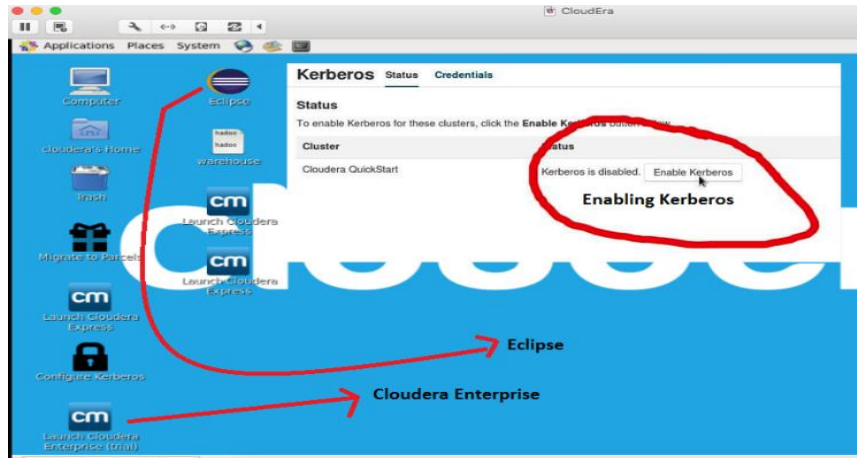 CloudEra
Applications Places System
Computer
Eclipse
cloudera's Home
hadoc
hadoc
warehouse
Trash
cm
Launch Cloudera
Express
Migrate to Parcels
cm
Launch Cloudera
Express
cm
Launch Cloudera
Express
Configure Kerberos
cm
Launch Cloudera
Enterprise (trial)
Kerberos Status Credentials
Status
To enable Kerberos for these clusters, click the Enable Kerberos button
Cluster Status
Cloudera QuickStart Kerberos is disabled. Enable Kerberos
Enabling Kerberos
Eclipse
Cloudera Enterprise